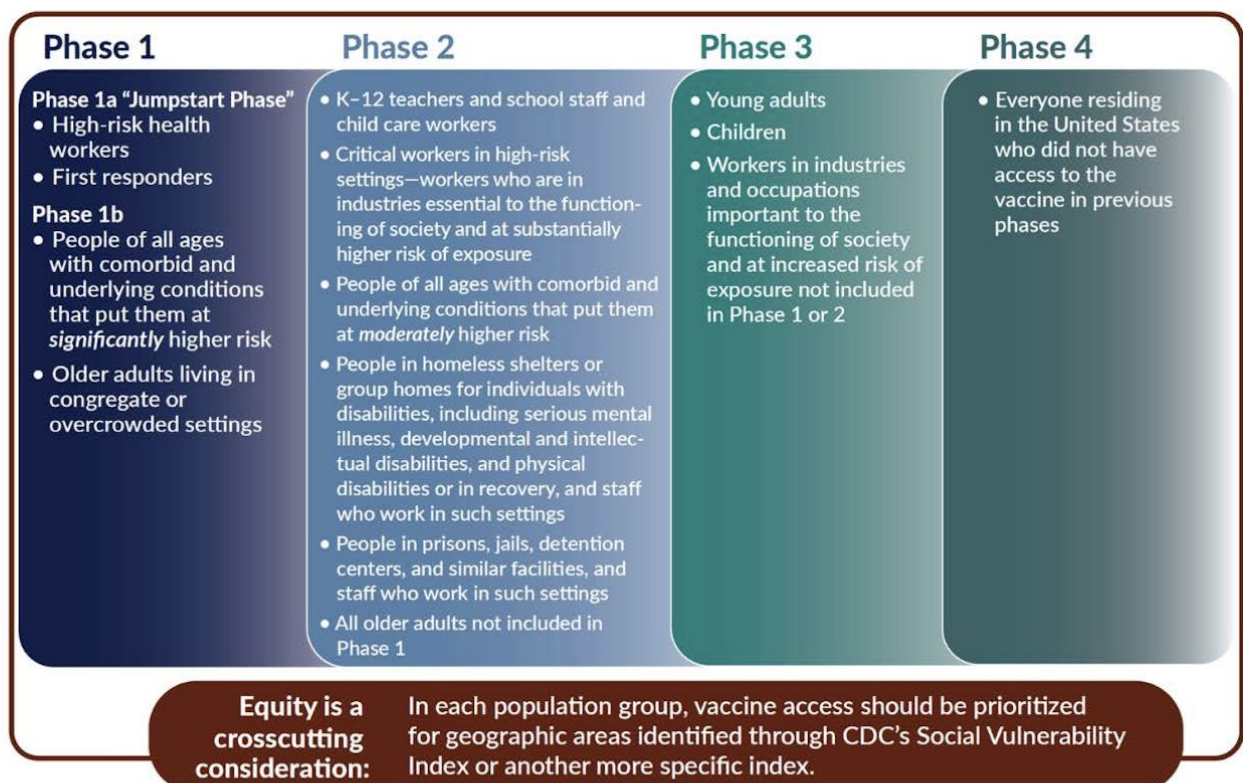 Phase 1
Phase 1a “Jumpstart Phase”
• High-risk health
workers
• First responders
Phase 1b
• People of all ages
with comorbid and
underlying conditions
that put them at
significantly higher risk
• Older adults living in
congregate or
overcrowded settings
Phase 2
• K–12 teachers and school staff and
child care workers
• Critical workers in high-risk
settings—workers who are in
industries essential to the function-
ing of society and at substantially
higher risk of exposure
• People of all ages with comorbid and
underlying conditions that put them
at moderately higher risk
• People in homeless shelters or
group homes for individuals with
disabilities, including serious mental
illness, developmental and intellec-
tual disabilities, and physical
disabilities or in recovery, and staff
who work in such settings
• People in prisons, jails, detention
centers, and similar facilities, and
staff who work in such settings
• All older adults not included in
Phase 1
Phase 3
• Young adults
• Children
• Workers in industries
and occupations
important to the
functioning of society
and at increased risk of
exposure not included
in Phase 1 or 2
Phase 4
• Everyone residing
in the United States
who did not have
access to the
vaccine in previous
phases
Equity is a
crosscutting
consideration:
In each population group, vaccine access should be prioritized
for geographic areas identified through CDC’s Social Vulnerability
Index or another more specific index.